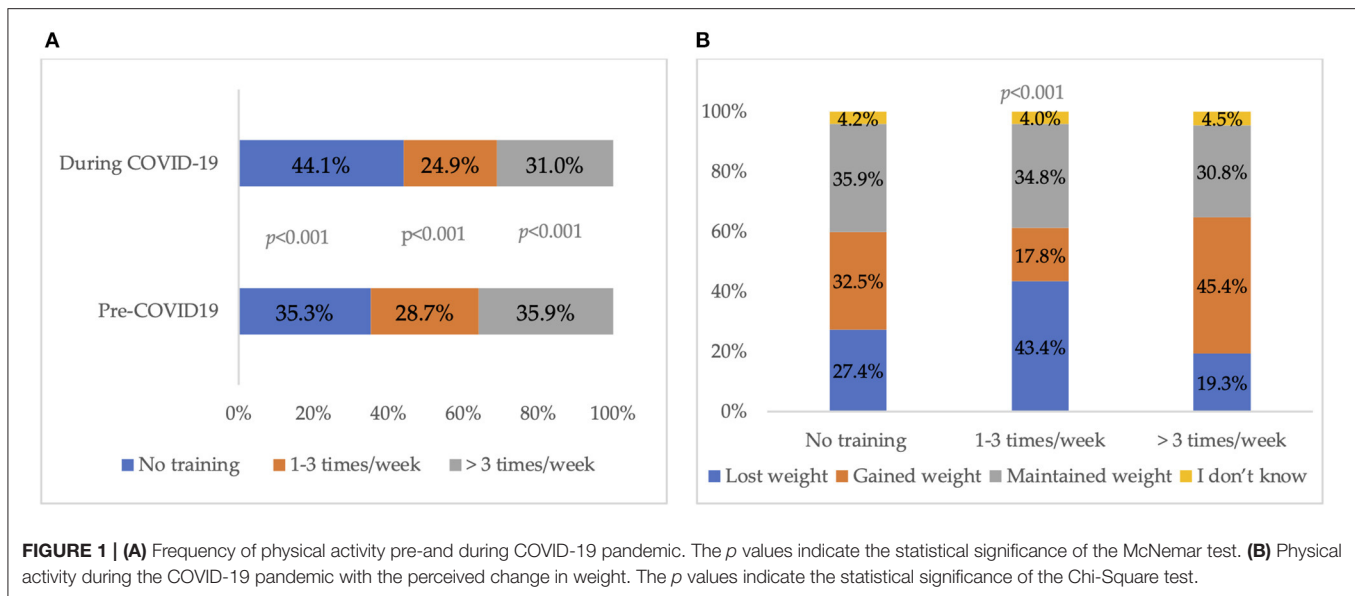 A
During COVID-19
44.1% 24.9% 31.0%
p<0.001 p<0.001 p<0.001
Pre-COVID19
35.3% 28.7% 35.9%
0% 20% 40% 60% 80% 100%
No training 1-3 times/week > 3 times/week
B
p<0.001
100%
80%
60%
40%
20%
0%
4.2% 4.0% 4.5%
35.9% 34.8% 30.8%
32.5% 17.8% 45.4%
27.4% 43.4% 19.3%
No training 1-3 times/week > 3 times/week
Lost weight Gained weight Maintained weight I don't know
FIGURE 1 | (A) Frequency of physical activity pre-and during COVID-19 pandemic. The p values indicate the statistical significance of the McNemar test. (B) Physical
activity during the COVID-19 pandemic with the perceived change in weight. The p values indicate the statistical significance of the Chi-Square test.